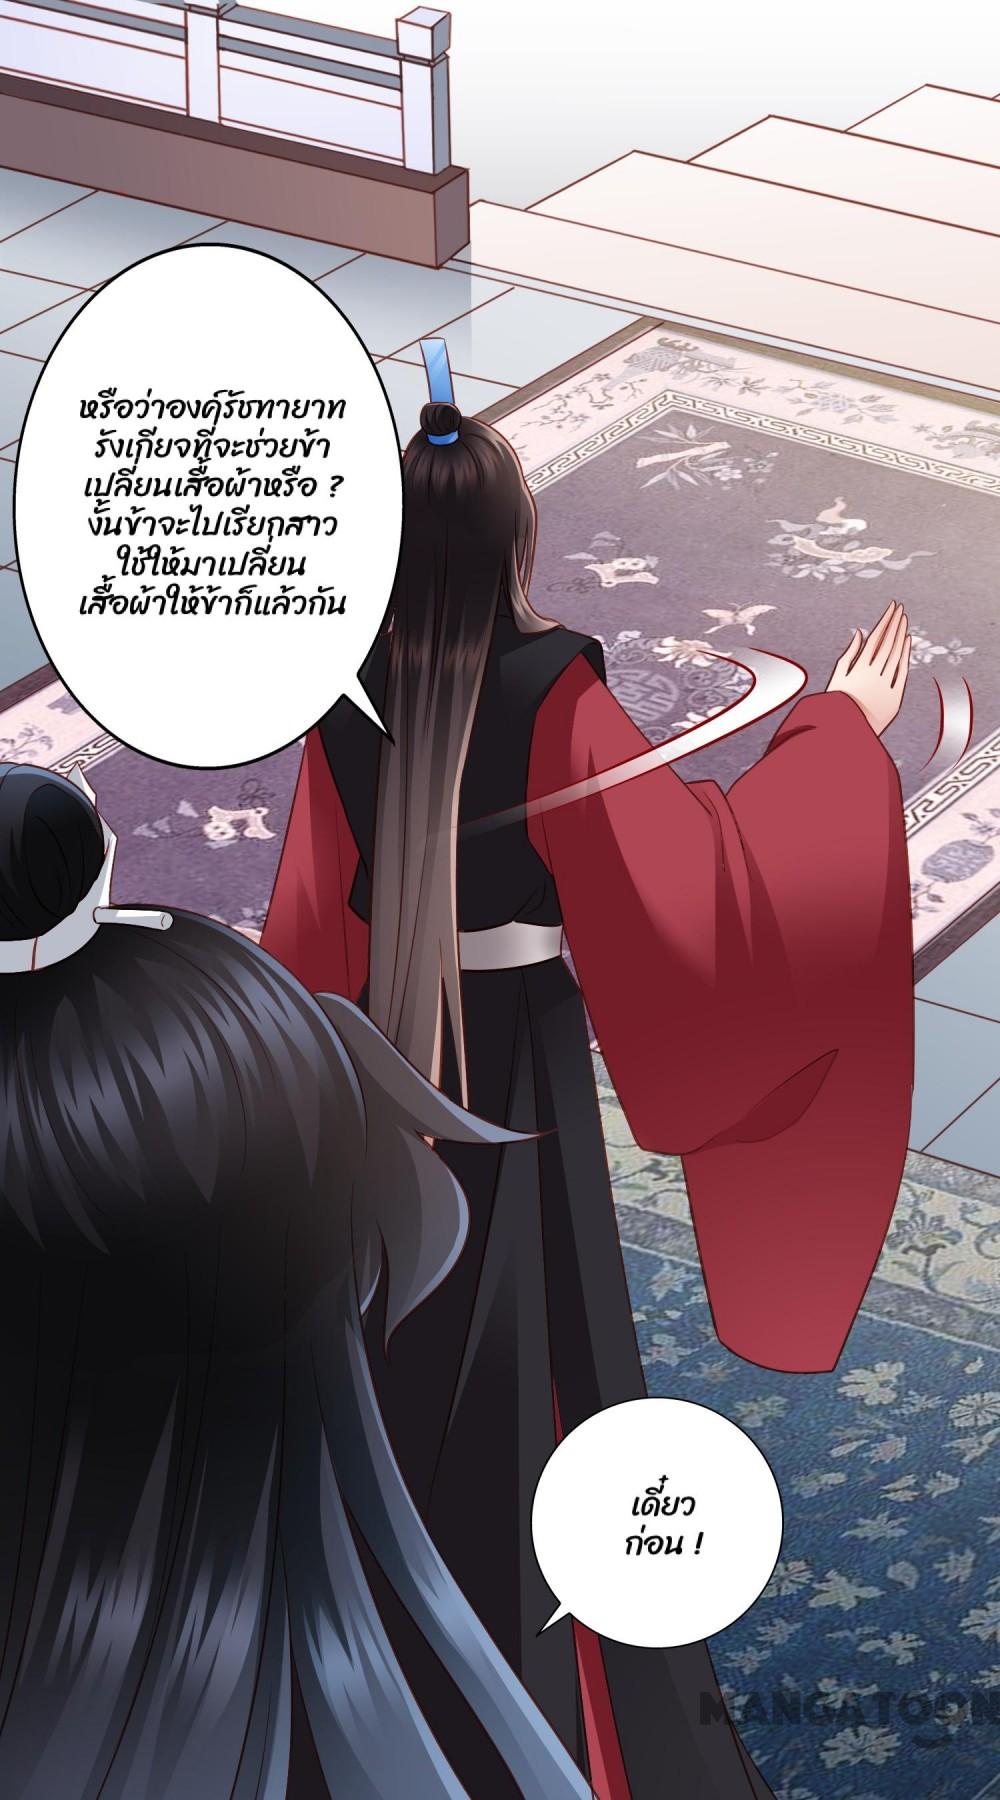 หรือว่าองค์รัชทายาท
รังเกียจที่จะช่วยข้า
เปลี่ยนเสื้อผ้าหรือ ?
งั้นข้าจะไปเรียกสาว
ใช้ให้มาเปลี่ยน
เสื้อผ้าให้ข้าก็แล้วกัน
เดี๋ยว
ก่อน !
MANGATOON